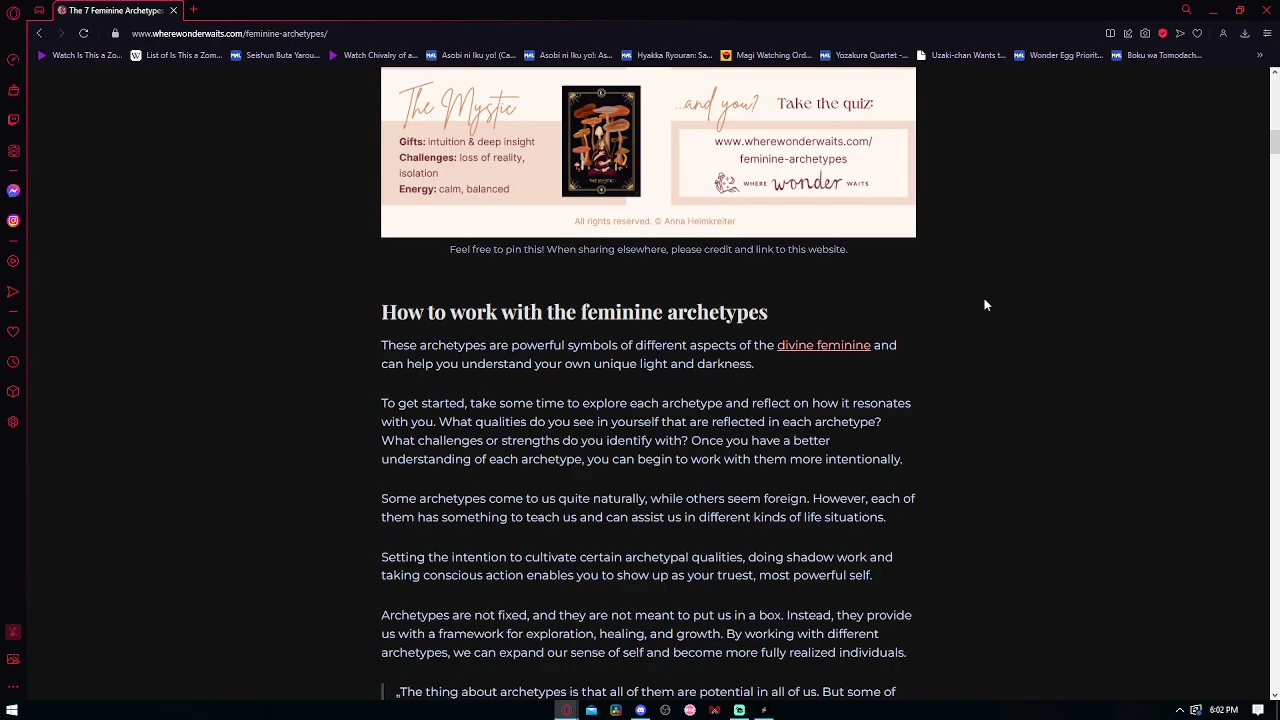 The 7 Feminine Archetypes
www.wherewonderwaits.com/feminine-archetypes/
Watch Is This a Zo...
List of Is This a Zo...
Seishun Buta Yarou...
Watch Chivalry of a...
Asobi ni Iku yo! (Ca...
Asobi ni Iku yo!: As...
Hyakka Ryouran: S...
Magi Watching Ord...
Yozakura Quartet -...
Uzaki-chan Wants t...
Wonder Egg Priorit...
Boku wa Tomodach...
The Mystic
Gifts: intuition & deep insight
Challenges: loss of reality,
isolation
Energy: calm, balanced
THE MYSTIC
...and you? Take the quiz:
www.wherewonderwaits.com/
feminine-archetypes
WHERE wonder WAITS
All rights reserved. © Anna Heimkreiter
Feel free to pin this! When sharing elsewhere, please credit and link to this website.
How to work with the feminine archetypes
These archetypes are powerful symbols of different aspects of the divine feminine and
can help you understand your own unique light and darkness.
To get started, take some time to explore each archetype and reflect on how it resonates
with you. What qualities do you see in yourself that are reflected in each archetype?
What challenges or strengths do you identify with? Once you have a better
understanding of each archetype, you can begin to work with them more intentionally.
Some archetypes come to us quite naturally, while others seem foreign. However, each of
them has something to teach us and can assist us in different kinds of life situations.
Setting the intention to cultivate certain archetypal qualities, doing shadow work and
taking conscious action enables you to show up as your truest, most powerful self.
Archetypes are not fixed, and they are not meant to put us in a box. Instead, they provide
us with a framework for exploration, healing, and growth. By working with different
archetypes, we can expand our sense of self and become more fully realized individuals.
„The thing about archetypes is that all of them are potential in all of us. But some of
6:02 PM